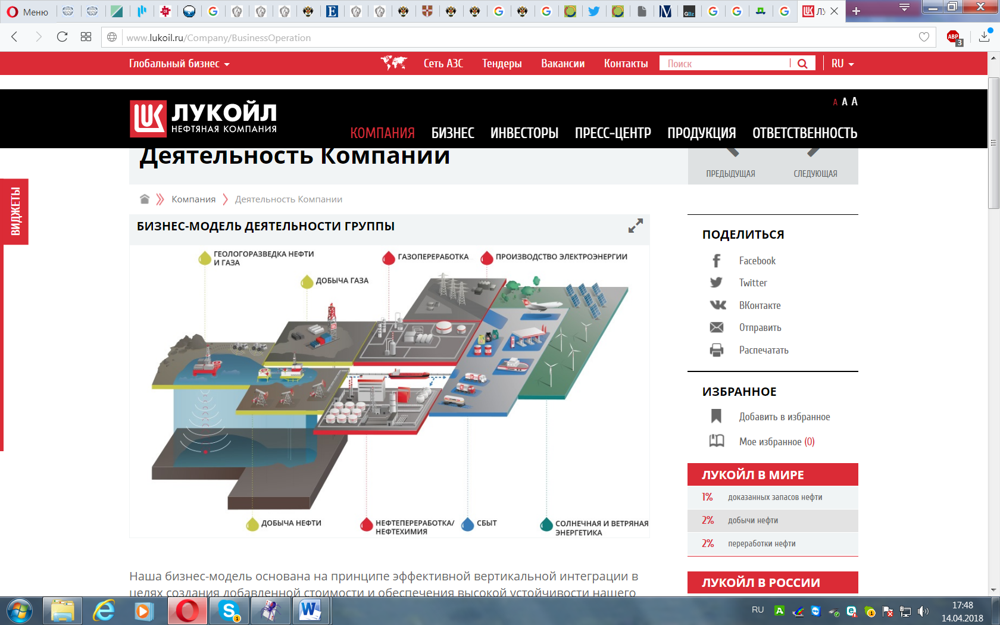 Меню
ЛУ
www.lukoil.ru/Company/BusinessOperation
ABP
3
Глобальный бизнес
Сеть АЗС
Тендеры
Вакансии
Контакты
Поиск
RU
ЛУКОЙЛ
НЕФТЯНАЯ КОМПАНИЯ
А А А
КОМПАНИЯ
БИЗНЕС
ИНВЕСТОРЫ
ПРЕСС-ЦЕНТР
ПРОДУКЦИЯ
ОТВЕТСТВЕННОСТЬ
Деятельность Компании
ПРЕДЫДУЩАЯ
СЛЕДУЮЩАЯ
ВИДЖЕТЫ
Компания
Деятельность Компании
БИЗНЕС-МОДЕЛЬ ДЕЯТЕЛЬНОСТИ ГРУППЫ
ГЕОЛОГОРАЗВЕДКА НЕФТИ
И ГАЗА
ДОБЫЧА ГАЗА
ГАЗОПЕРЕРАБОТКА
ПРОИЗВОДСТВО ЭЛЕКТРОЭНЕРГИИ
ДОБЫЧА НЕФТИ
НЕФТЕПЕРЕРАБОТКА/
НЕФТЕХИМИЯ
СБЫТ
СОЛНЕЧНАЯ И ВЕТРЯНАЯ
ЭНЕРГЕТИКА
Наша бизнес-модель основана на принципе эффективной вертикальной интеграции в
целях создания добавленной стоимости и обеспечения высокой устойчивости нашего
ПОДЕЛИТЬСЯ
Facebook
Twitter
ВКонтакте
Отправить
Распечатать
ИЗБРАННОЕ
Добавить в избранное
Мое избранное (0)
ЛУКОЙЛ В МИРЕ
1% доказанных запасов нефти
2% добычи нефти
2% переработки нефти
ЛУКОЙЛ В РОССИИ
RU
17:48
14.04.2018